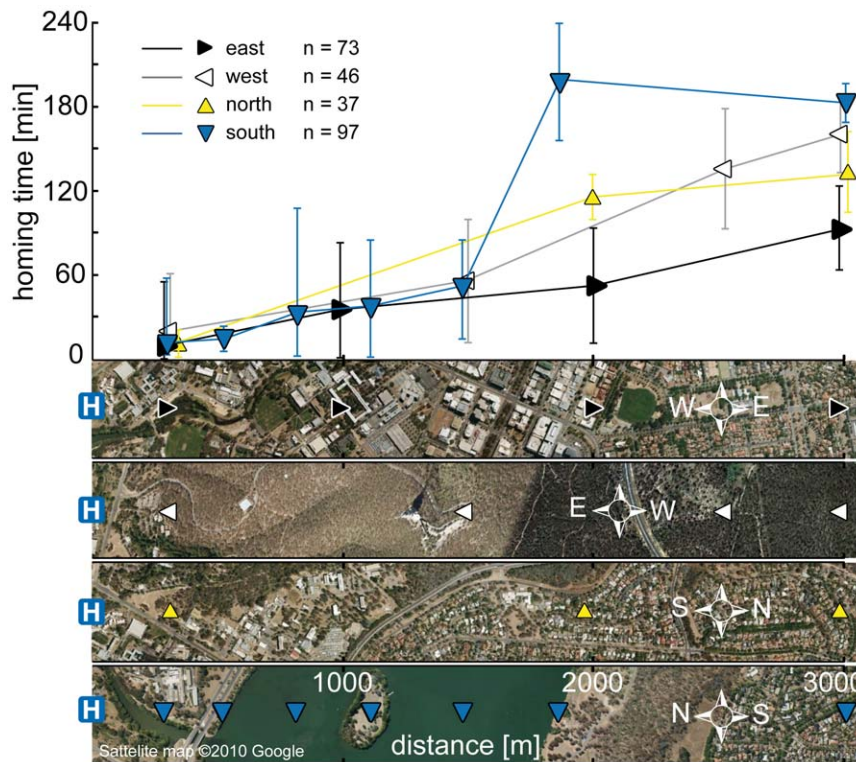 240
180
120
60
0
homing time [min]
east n = 73
west n = 46
north n = 37
south n = 97
H W E
H E W
H S N
1000 2000 3000
H N S
Sattelite map ©2010 Google distance [m]